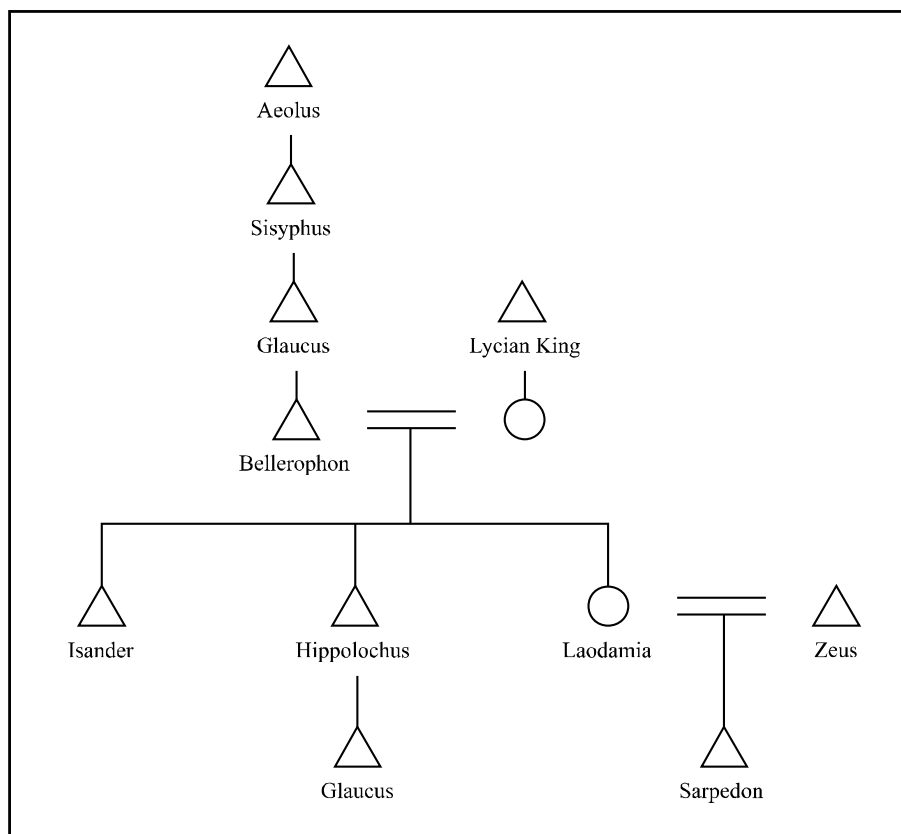 Aeolus
Sisyphus
Glaucus
Lycian King
Bellerophon
Isander
Hippolochus
Laodamia
Zeus
Glaucus
Sarpedon